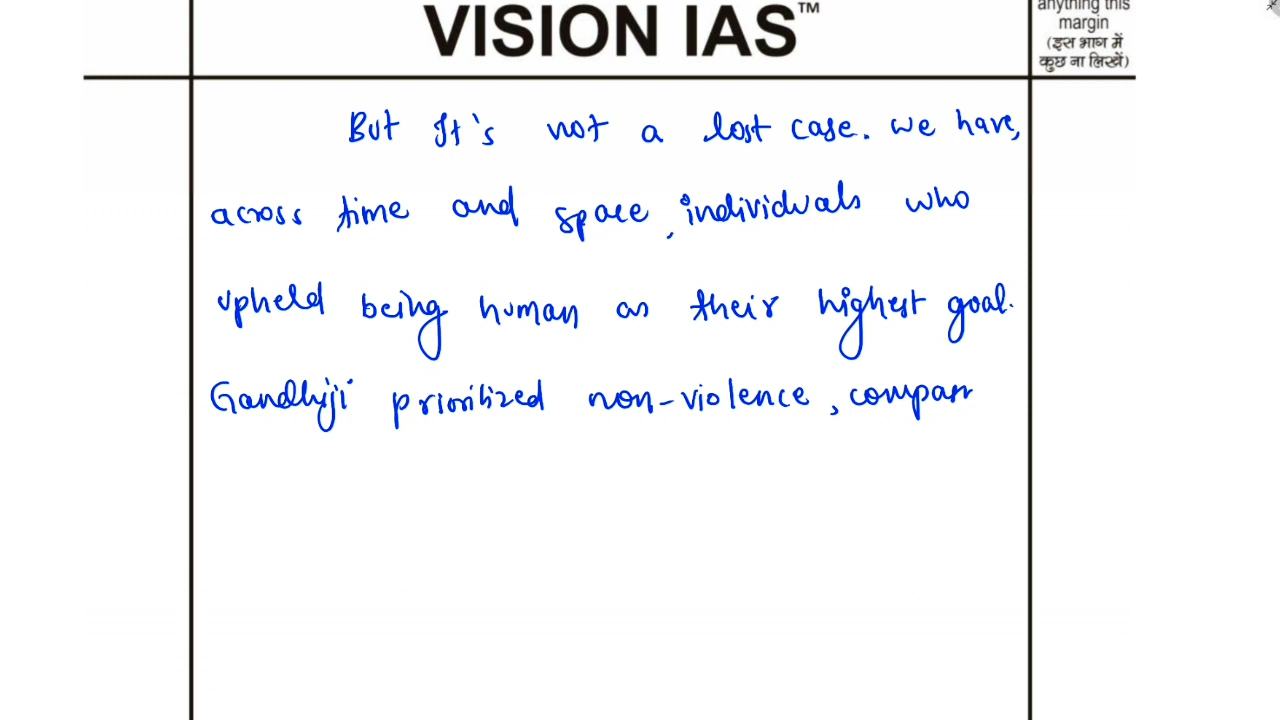 VISION IAS™
anything this
margin
(इस भाग में
कुछ ना लिखें)
But It's not a lost case. We have,
across time and space, individuals who
upheld being human as their highest goal.
Gandhiji prioritized non-violence, compan